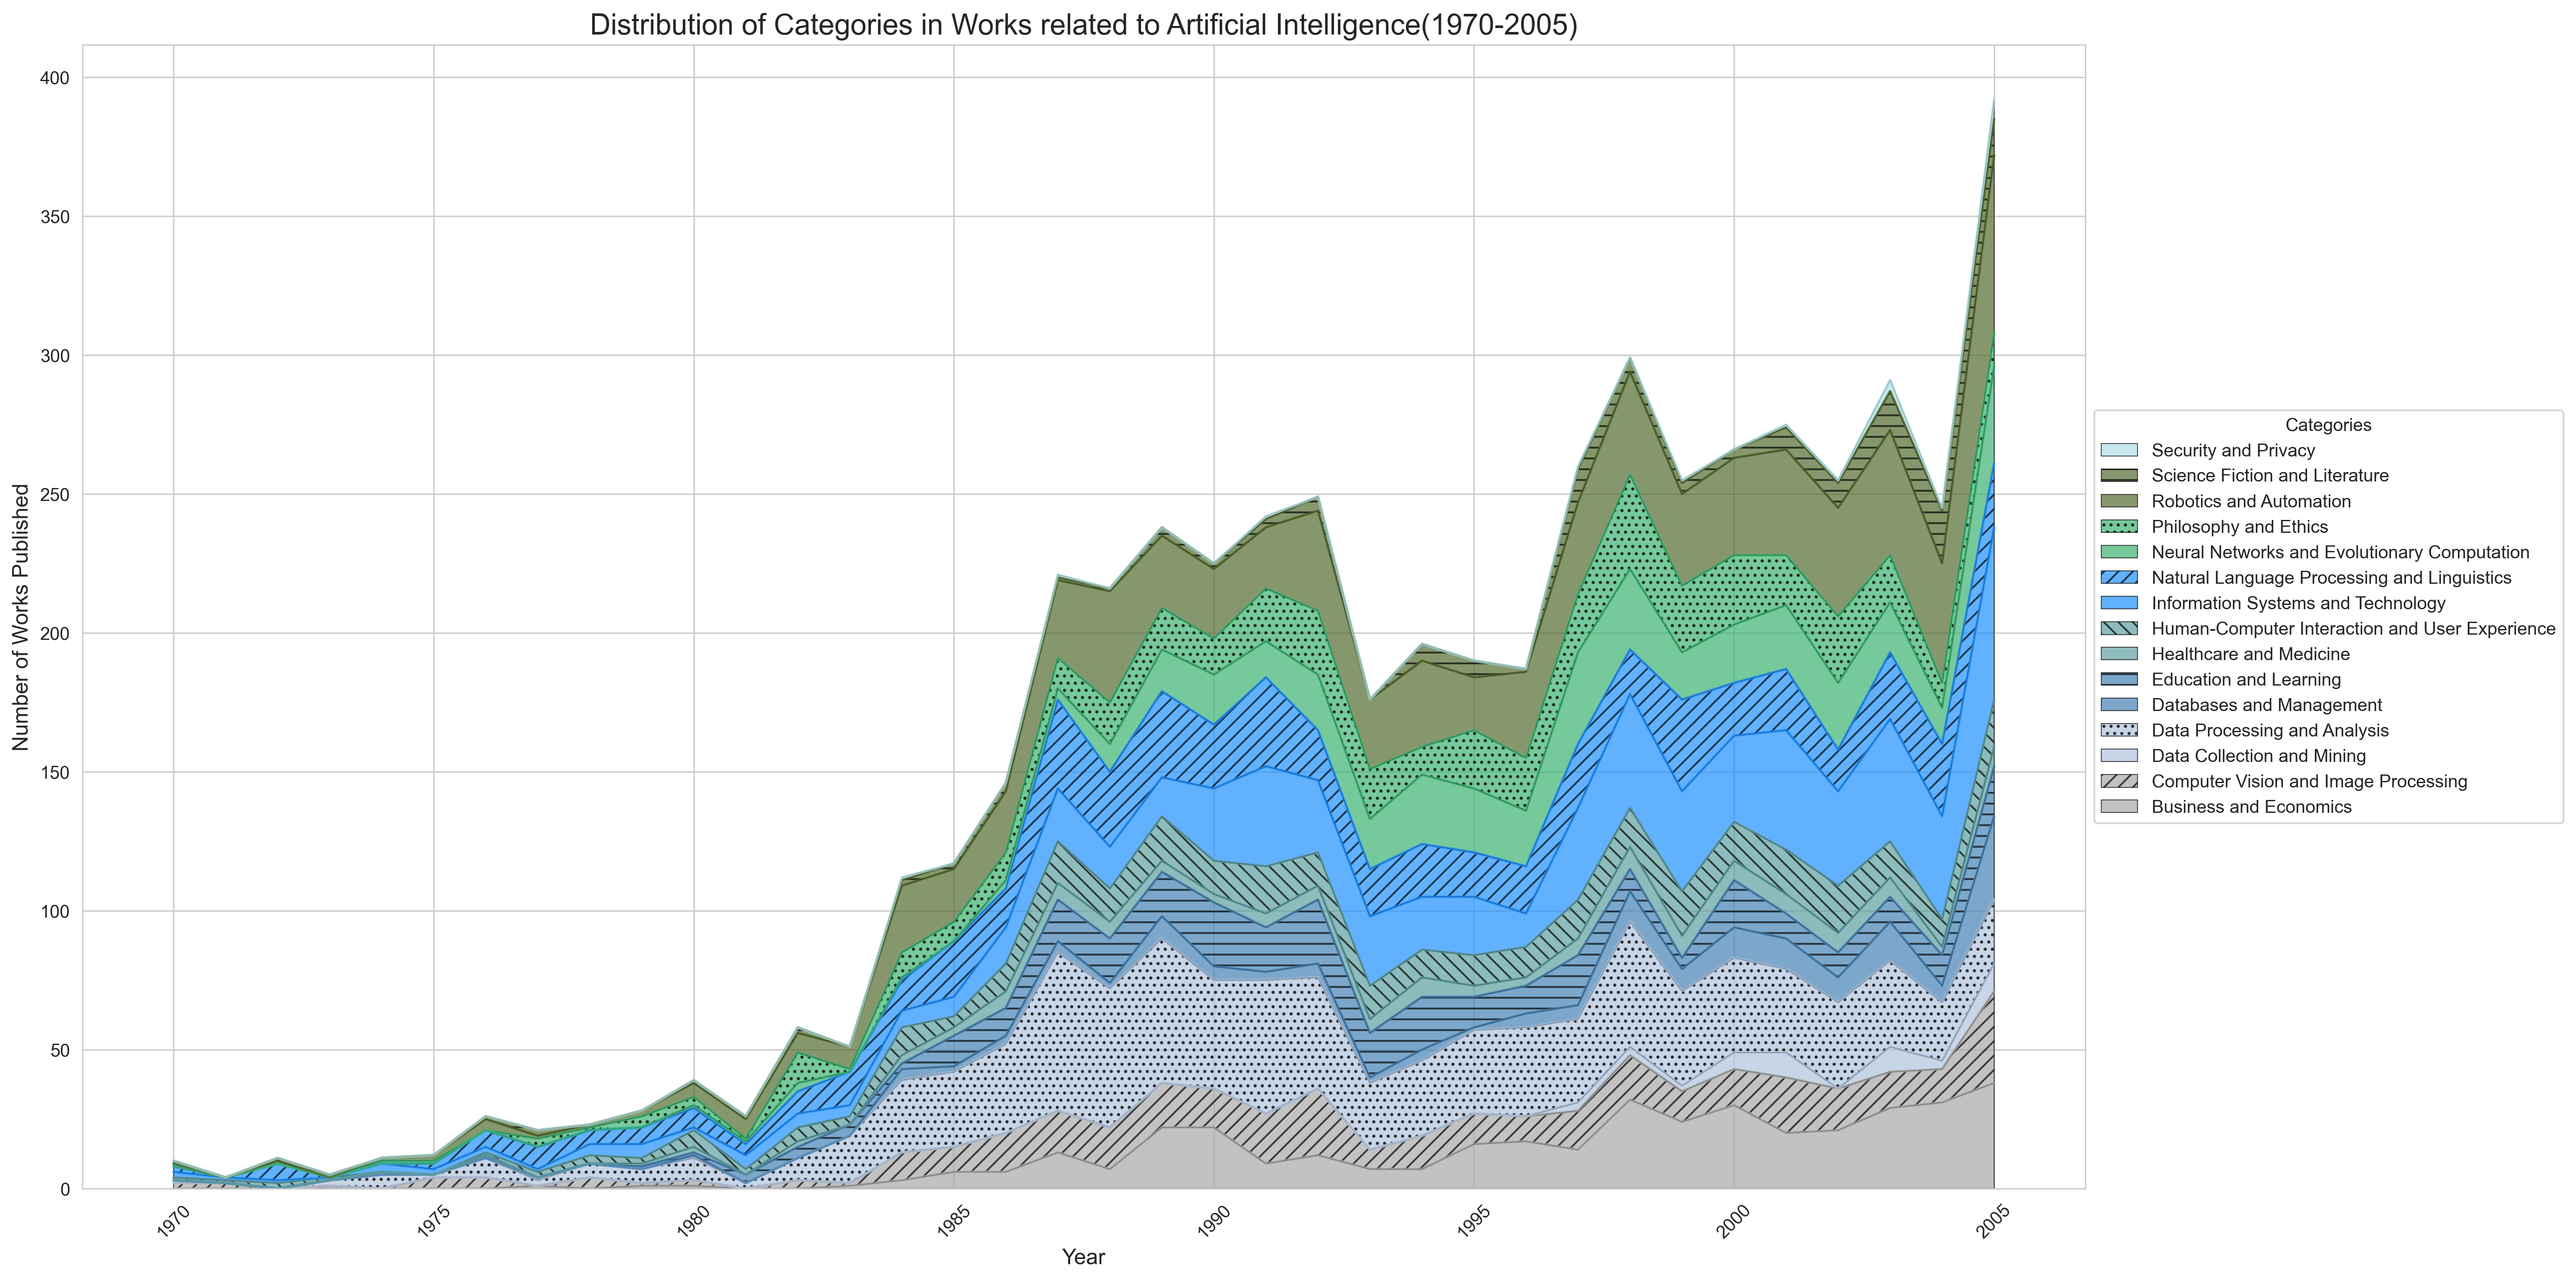 Distribution of Categories in Works related to Artificial Intelligence(1970-2005)
400
350
300
250
200
150
100
50
0
Number of Works Published
1970
1975
1980
1985
1990
1995
2000
2005
Year
Categories
Security and Privacy
Science Fiction and Literature
Robotics and Automation
Philosophy and Ethics
Neural Networks and Evolutionary Computation
Natural Language Processing and Linguistics
Information Systems and Technology
Human-Computer Interaction and User Experience
Healthcare and Medicine
Education and Learning
Databases and Management
Data Processing and Analysis
Data Collection and Mining
Computer Vision and Image Processing
Business and Economics